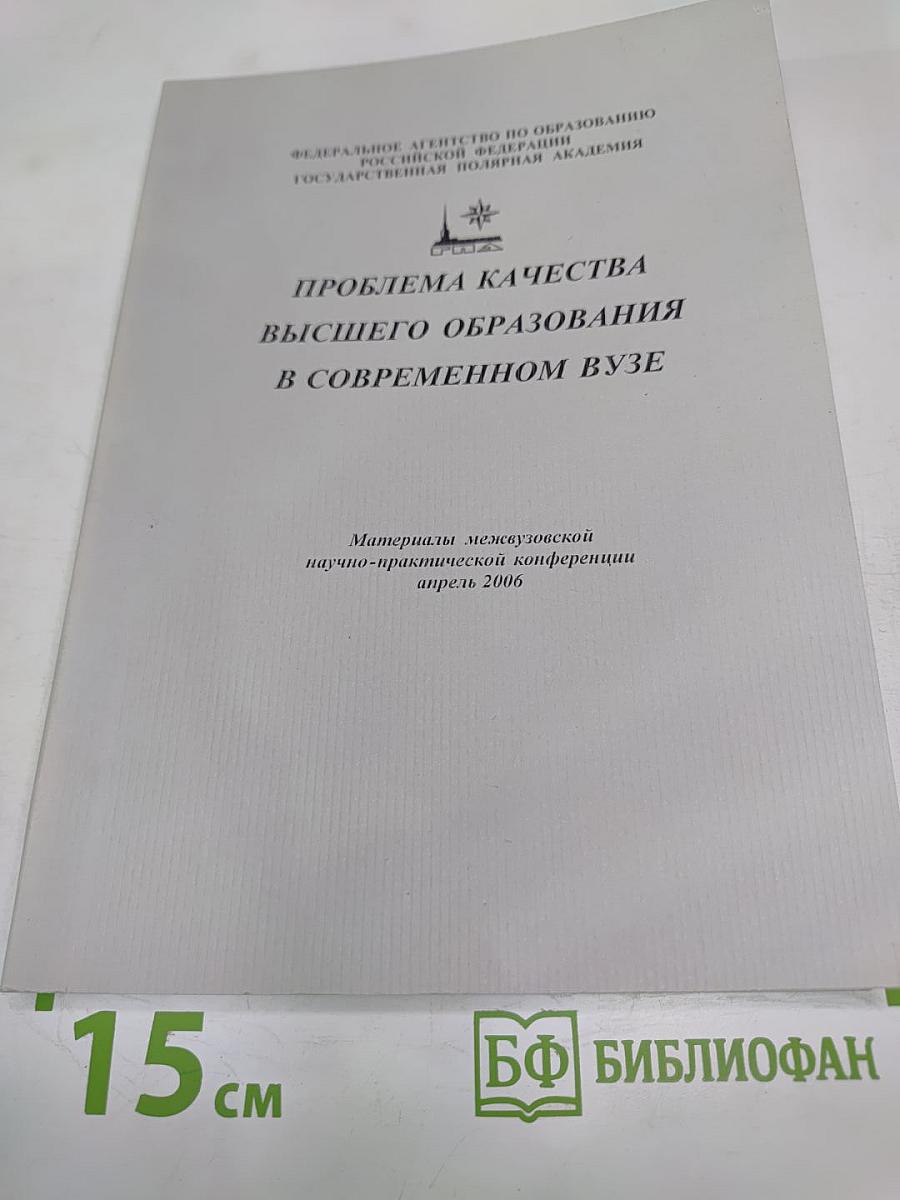 ФЕДЕРАЛЬНОЕ АГЕНТСТВО ПО ОБРАЗОВАНИЮ
РОССИЙСКОЙ ФЕДЕРАЦИИ
ГОСУДАРСТВЕННАЯ ПОЛЯРНАЯ АКАДЕМИЯ
ГПА
ПРОБЛЕМА КАЧЕСТВА
ВЫСШЕГО ОБРАЗОВАНИЯ
В СОВРЕМЕННОМ ВУЗЕ
Материалы межвузовской
научно-практической конференции
апрель 2006
15 см
БФ БИБЛИОФАН